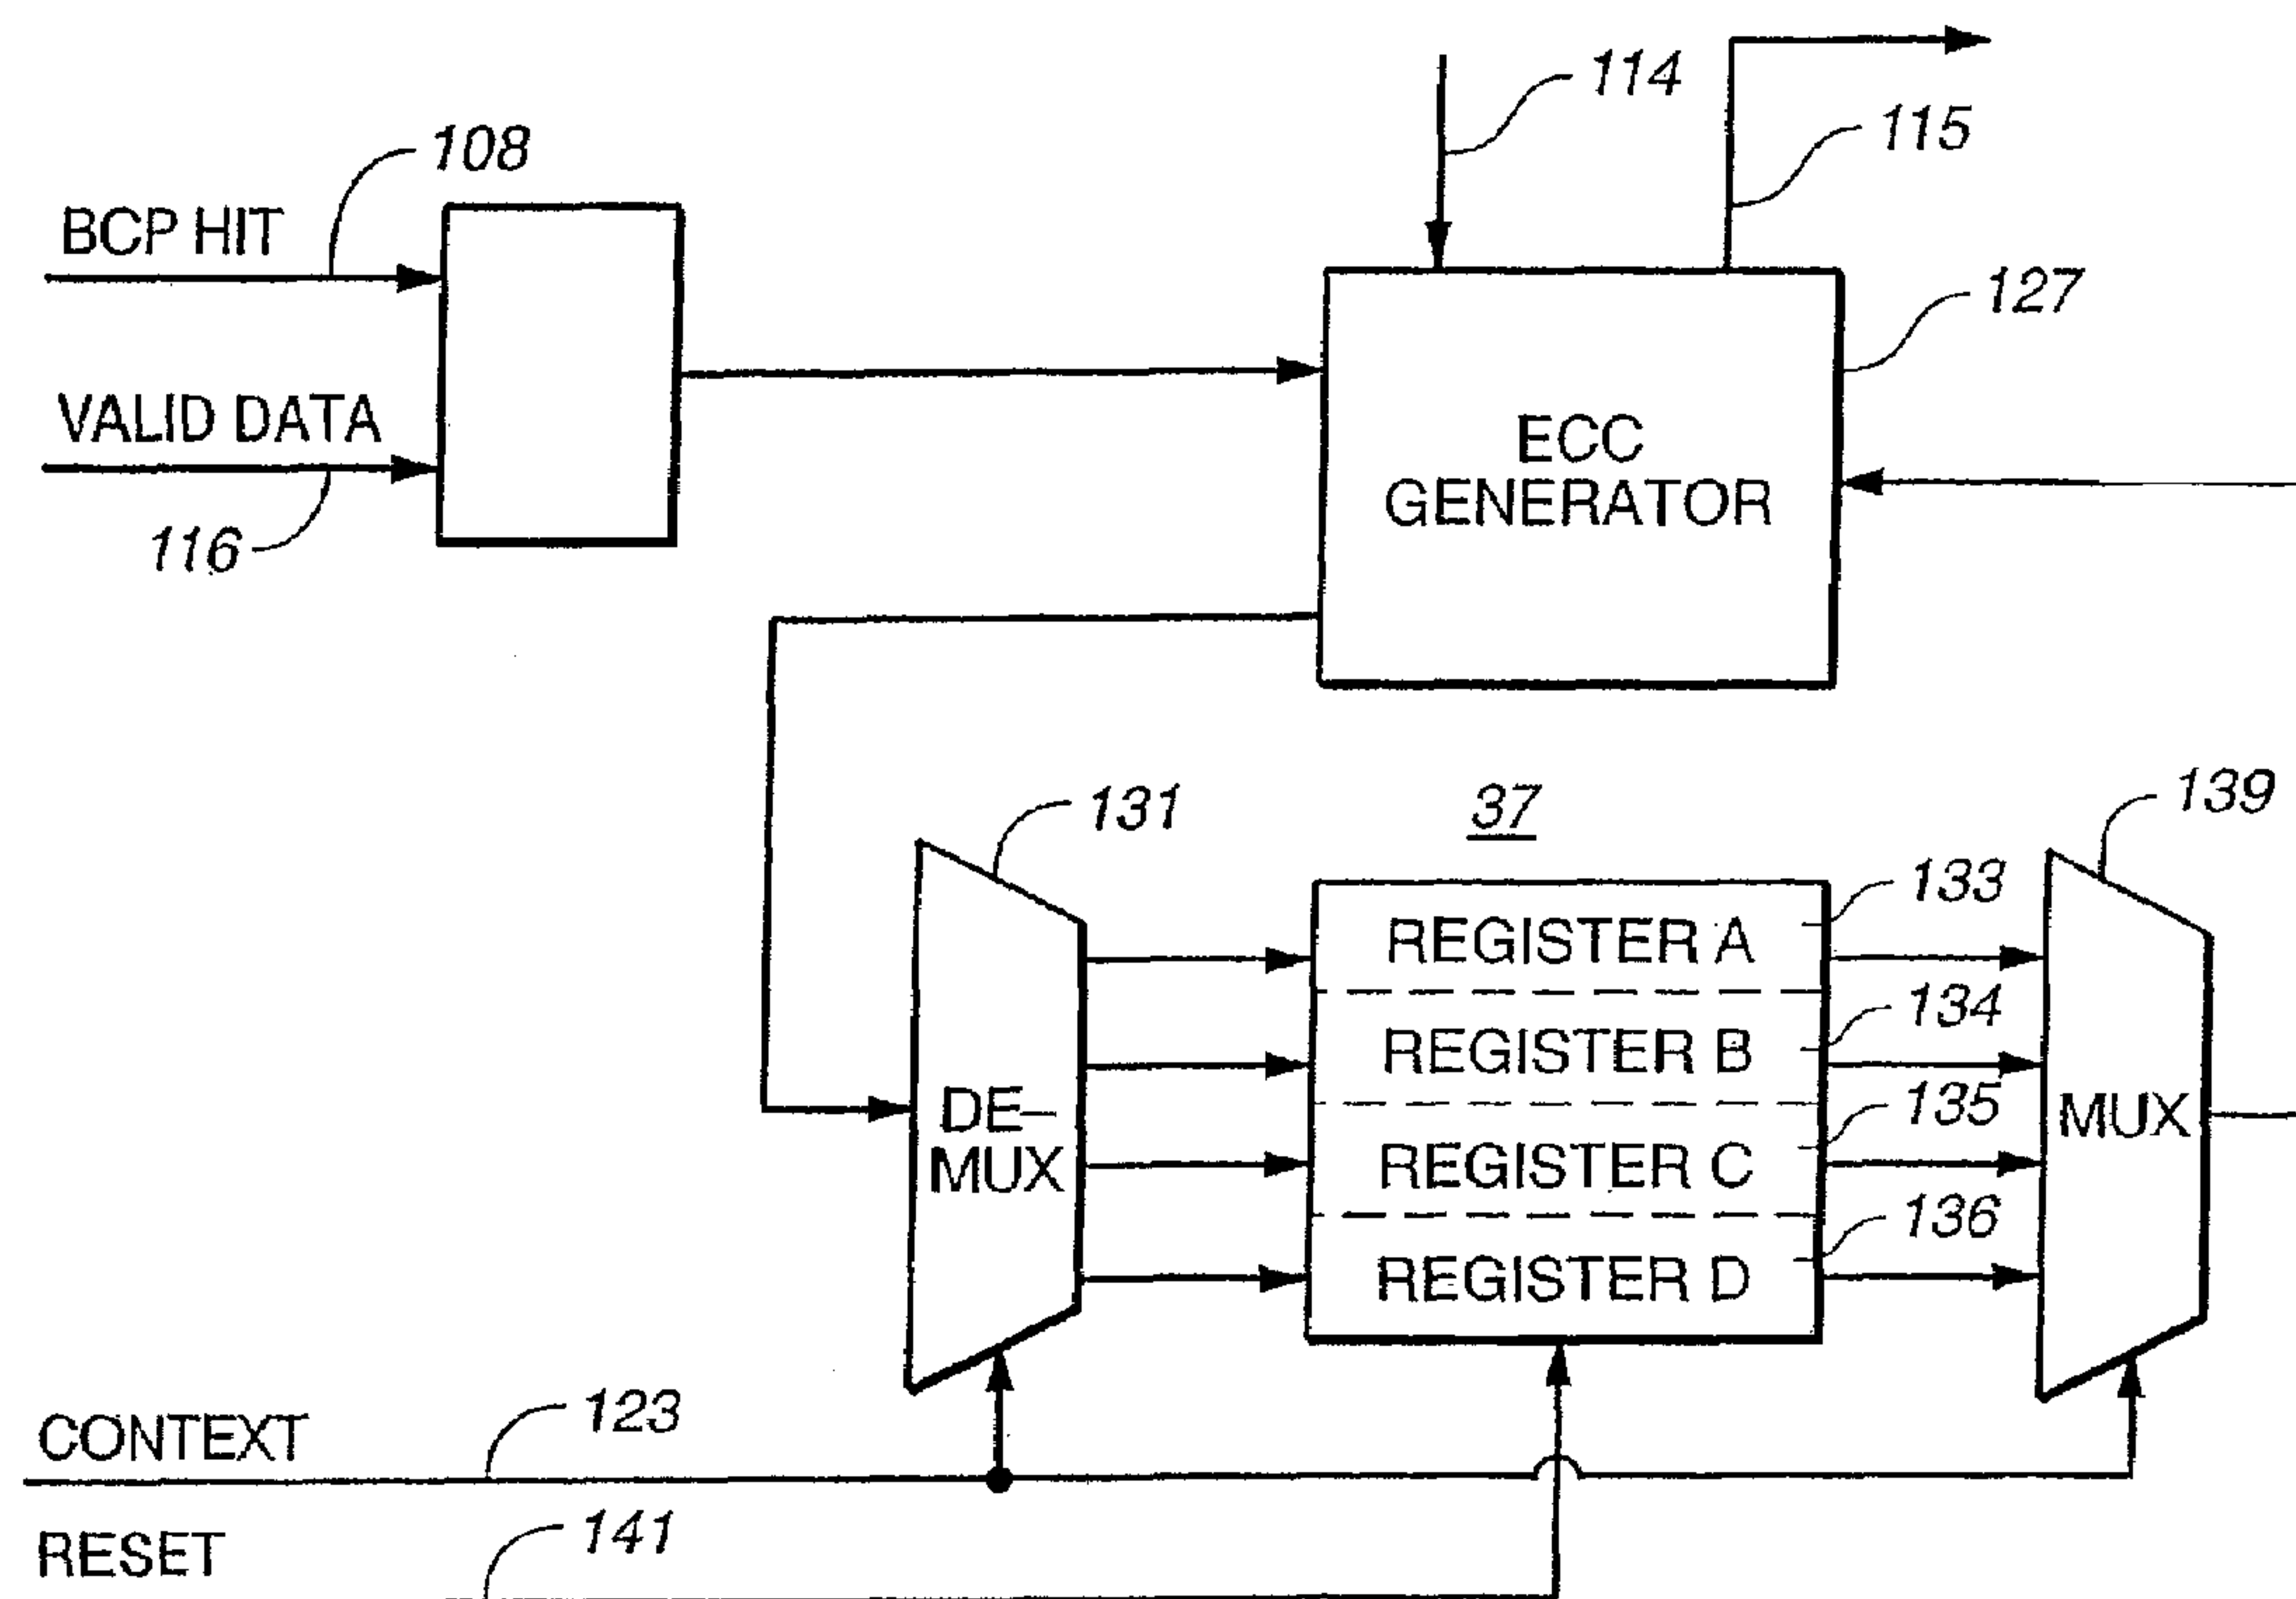 114
115
108
BCP HIT
127
VALID DATA
116
ECC
GENERATOR
131
37
139
133
REGISTER A
134
REGISTER B
DE-
MUX
135
MUX
REGISTER C
136
REGISTER D
CONTEXT
123
RESET
141